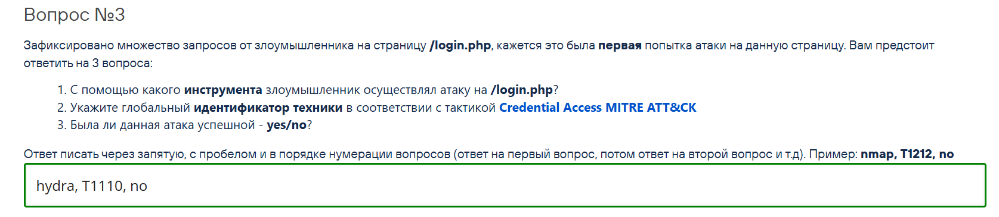 Вопрос №3
Зафиксировано множество запросов от злоумышленника на страницу /login.php, кажется это была первая попытка атаки на данную страницу. Вам предстоит
ответить на 3 вопроса:
1. С помощью какого инструмента злоумышленник осуществлял атаку на /login.php?
2. Укажите глобальный идентификатор техники в соответствии с тактикой Credential Access MITRE ATT&CK
3. Была ли данная атака успешной - yes/no?
Ответ писать через запятую, с пробелом и в порядке нумерации вопросов (ответ на первый вопрос, потом ответ на второй вопрос и т.д). Пример: nmap, T1212, no
hydra, T1110, no